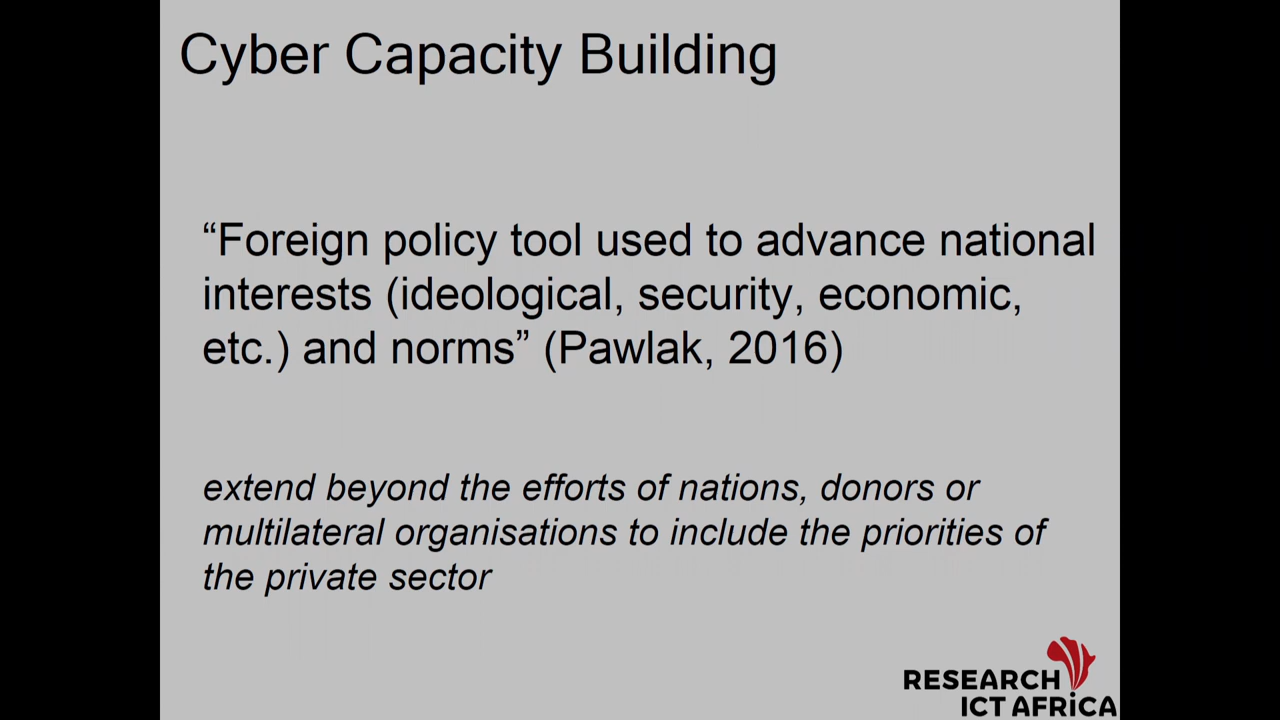 Cyber Capacity Building
“Foreign policy tool used to advance national
interests (ideological, security, economic,
etc.) and norms” (Pawlak, 2016)
extend beyond the efforts of nations, donors or
multilateral organisations to include the priorities of
the private sector
RESEARCH
ICT AFRICA